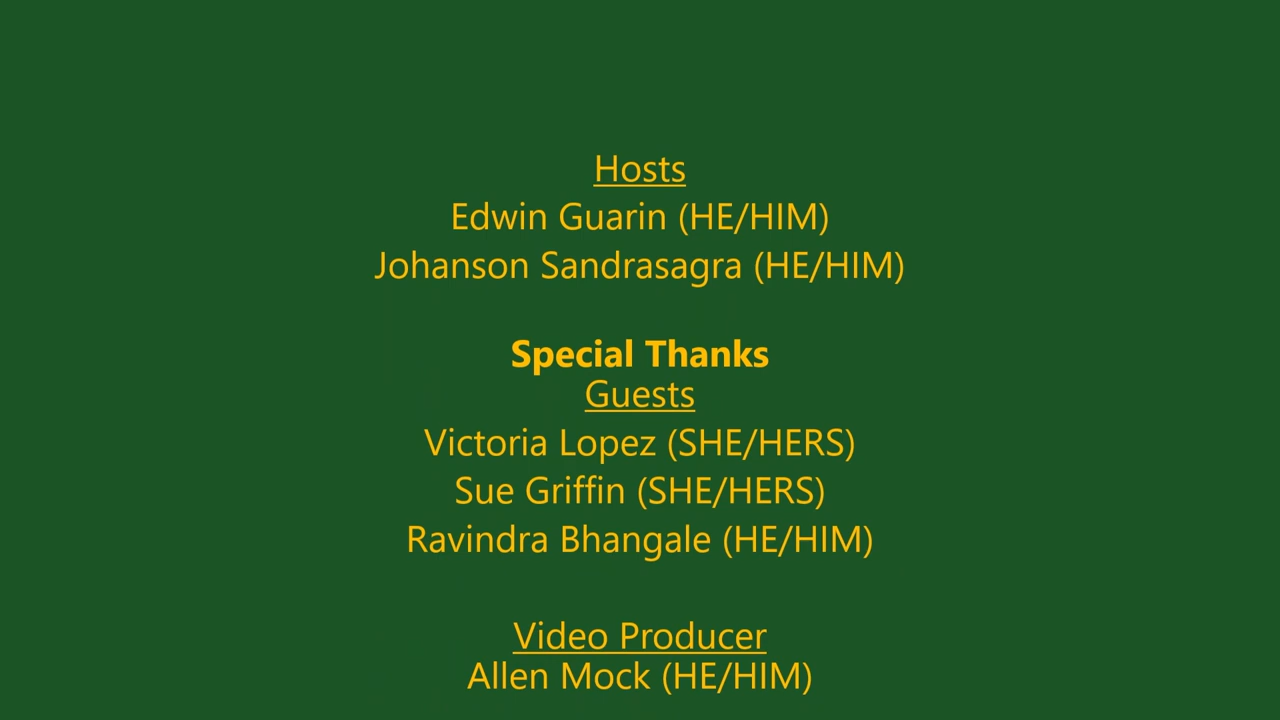 Hosts
Edwin Guarin (HE/HIM)
Johanson Sandrasagra (HE/HIM)
Special Thanks
Guests
Victoria Lopez (SHE/HERS)
Sue Griffin (SHE/HERS)
Ravindra Bhangale (HE/HIM)
Video Producer
Allen Mock (HE/HIM)